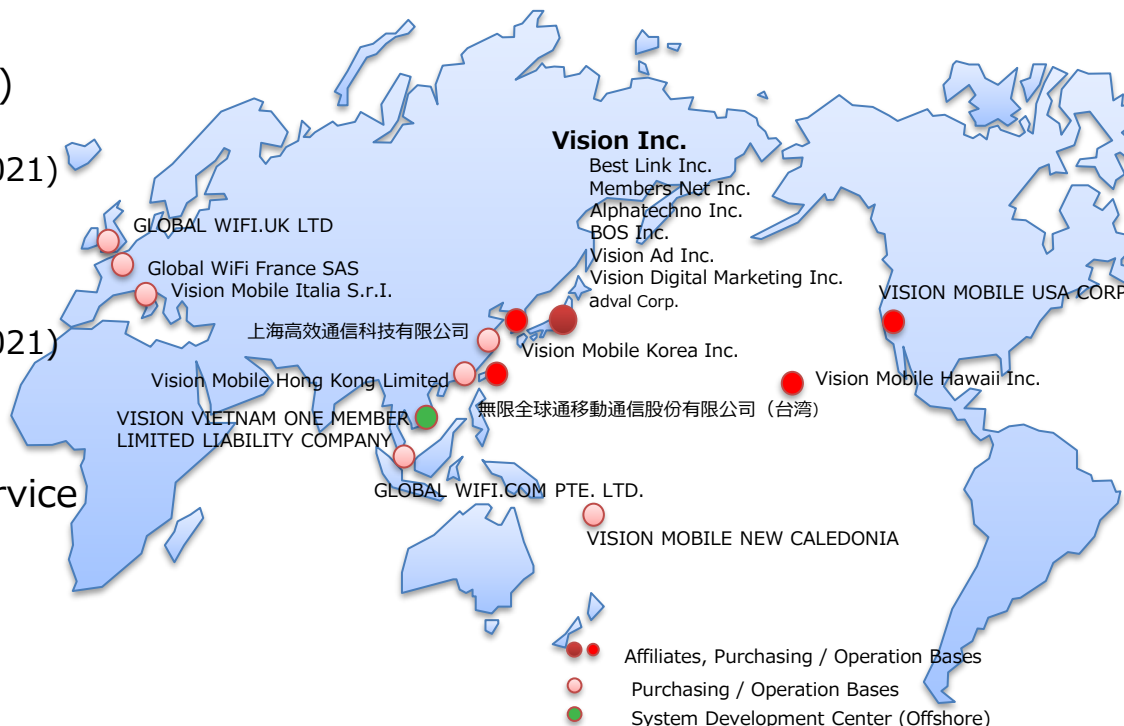 )
021)
021)
rvice
Vision Inc.
Best Link Inc.
Members Net Inc.
Alphatechno Inc.
BOS Inc.
Vision Ad Inc.
Vision Digital Marketing Inc.
adval Corp.
GLOBAL WIFI.UK LTD
Global WiFi France SAS
Vision Mobile Italia S.r.I.
VISION MOBILE USA CORP
上海高效通信科技有限公司
Vision Mobile Korea Inc.
Vision Mobile Hong Kong Limited
Vision Mobile Hawaii Inc.
無限全球通移動通信股份有限公司（台湾）
VISION VIETNAM ONE MEMBER
LIMITED LIABILITY COMPANY
GLOBAL WIFI.COM PTE. LTD.
VISION MOBILE NEW CALEDONIA
Affiliates, Purchasing / Operation Bases
Purchasing / Operation Bases
System Development Center (Offshore)